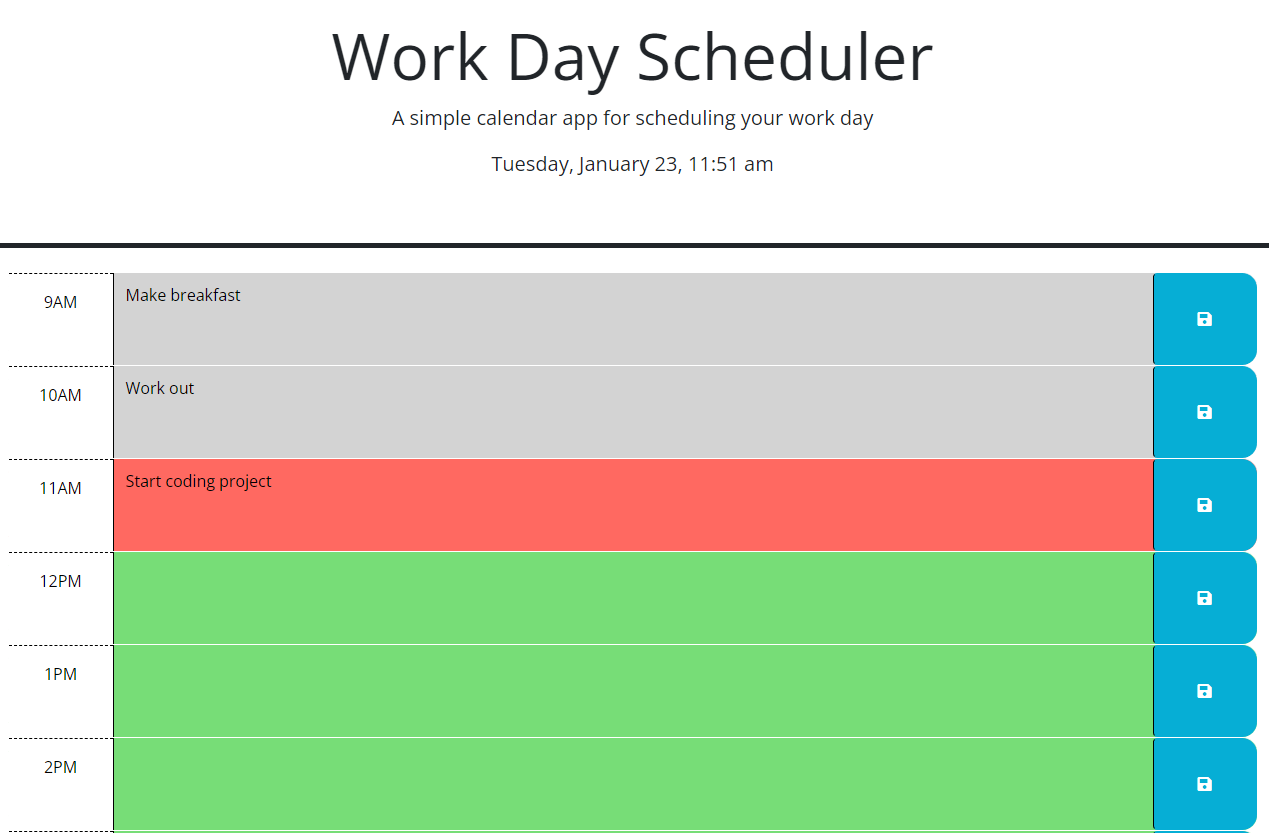 Work Day Scheduler
A simple calendar app for scheduling your work day
Tuesday, January 23, 11:51 am
9AM
Make breakfast
10AM
Work out
11AM
Start coding project
12PM
1PM
2PM